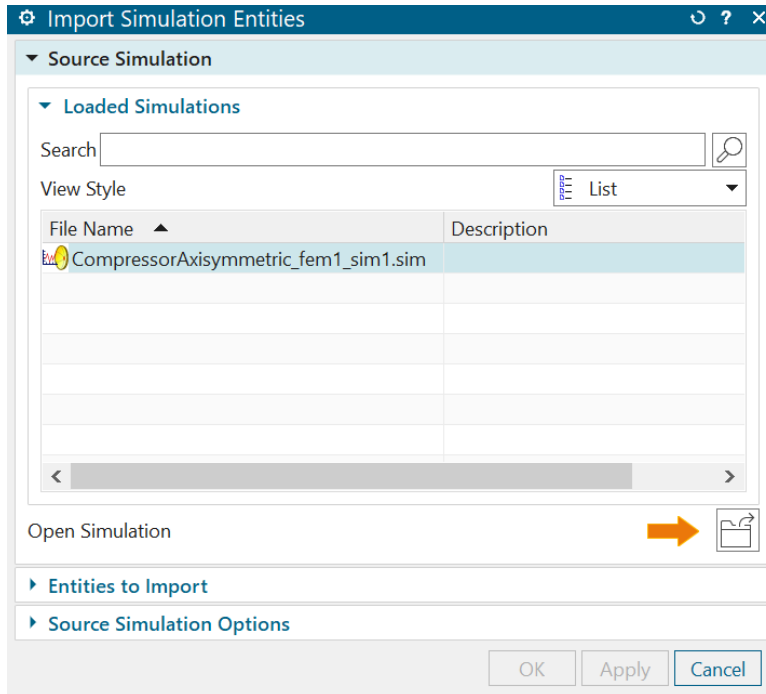 Import Simulation Entities
Source Simulation
Loaded Simulations
Search
View Style List
File Name Description
CompressorAxisymmetric_fem1_sim1.sim
Open Simulation
Entities to Import
Source Simulation Options
OK Apply Cancel